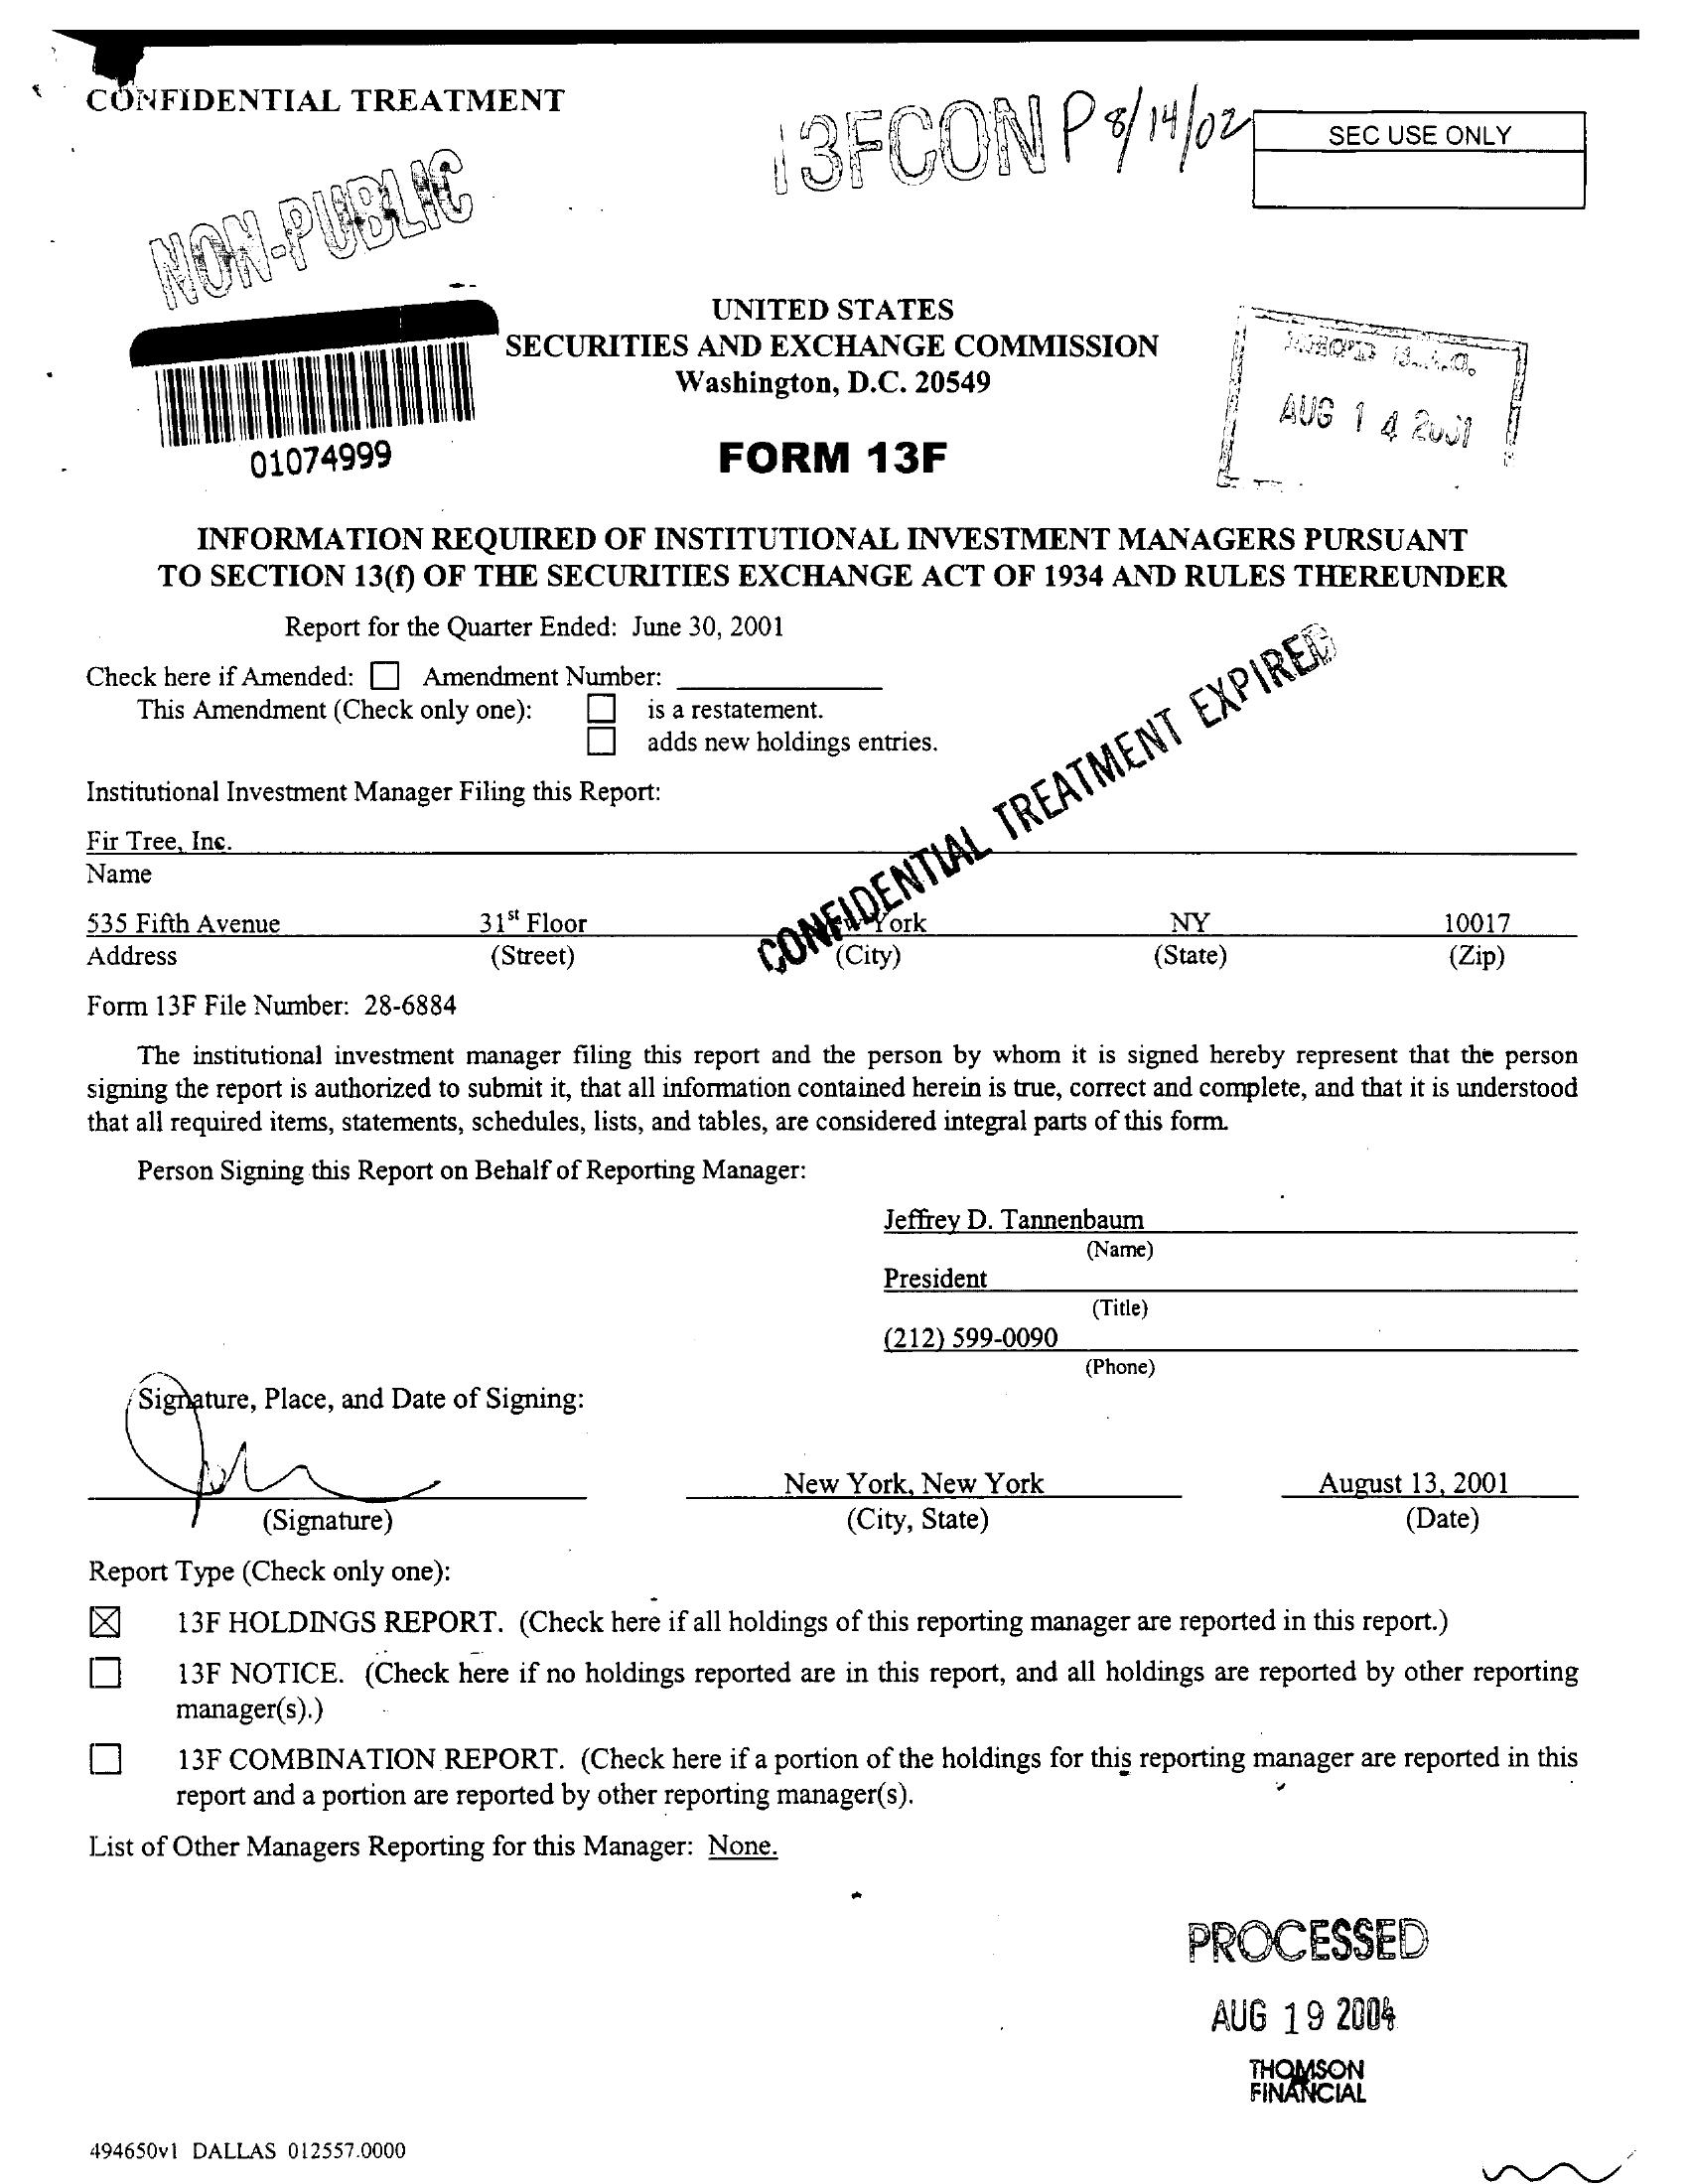 CONFIDENTIAL TREATMENT
13FCON P 8/14/02
SEC USE ONLY
NON-PUBLIC
UNITED STATES
SECURITIES AND EXCHANGE COMMISSION
Washington, D.C. 20549
AUG 14 2001
01074999
FORM 13F
INFORMATION REQUIRED OF INSTITUTIONAL INVESTMENT MANAGERS PURSUANT
TO SECTION 13(f) OF THE SECURITIES EXCHANGE ACT OF 1934 AND RULES THEREUNDER
Report for the Quarter Ended: June 30, 2001
Check here if Amended: Amendment Number:
This Amendment (Check only one): is a restatement.
adds new holdings entries.
CONFIDENTIAL TREATMENT EXPIRED
Institutional Investment Manager Filing this Report:
Fir Tree, Inc.
Name
535 Fifth Avenue 31st Floor York NY 10017
Address (Street) (City) (State) (Zip)
Form 13F File Number: 28-6884
The institutional investment manager filing this report and the person by whom it is signed hereby represent that the person
signing the report is authorized to submit it, that all information contained herein is true, correct and complete, and that it is understood
that all required items, statements, schedules, lists, and tables, are considered integral parts of this form.
Person Signing this Report on Behalf of Reporting Manager:
Jeffrey D. Tannenbaum
(Name)
President
(Title)
(212) 599-0090
(Phone)
Signature, Place, and Date of Signing:
New York, New York August 13, 2001
(Signature) (City, State) (Date)
Report Type (Check only one):
13F HOLDINGS REPORT. (Check here if all holdings of this reporting manager are reported in this report.)
13F NOTICE. (Check here if no holdings reported are in this report, and all holdings are reported by other reporting
manager(s).)
13F COMBINATION REPORT. (Check here if a portion of the holdings for this reporting manager are reported in this
report and a portion are reported by other reporting manager(s).
List of Other Managers Reporting for this Manager: None.
PROCESSED
AUG 19 2004
THOMSON
FINANCIAL
494650v1 DALLAS 012557.0000